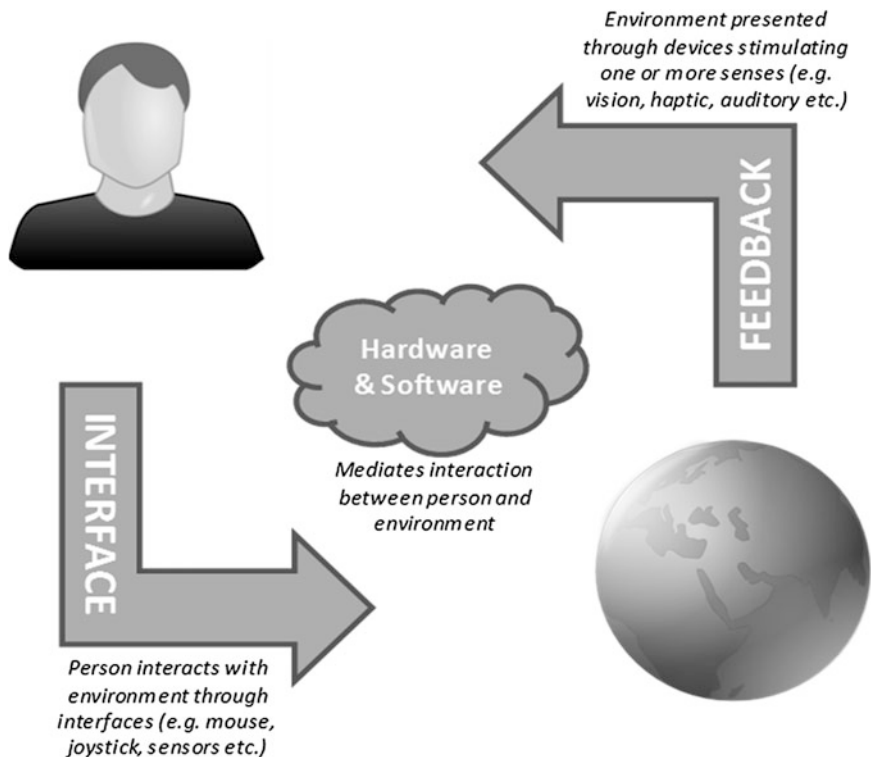 Environment presented
through devices stimulating
one or more senses (e.g.
vision, haptic, auditory etc.)
FEEDBACK
Hardware
& Software
Mediates interaction
between person and
environment
INTERFACE
Person interacts with
environment through
interfaces (e.g. mouse,
joystick, sensors etc.)